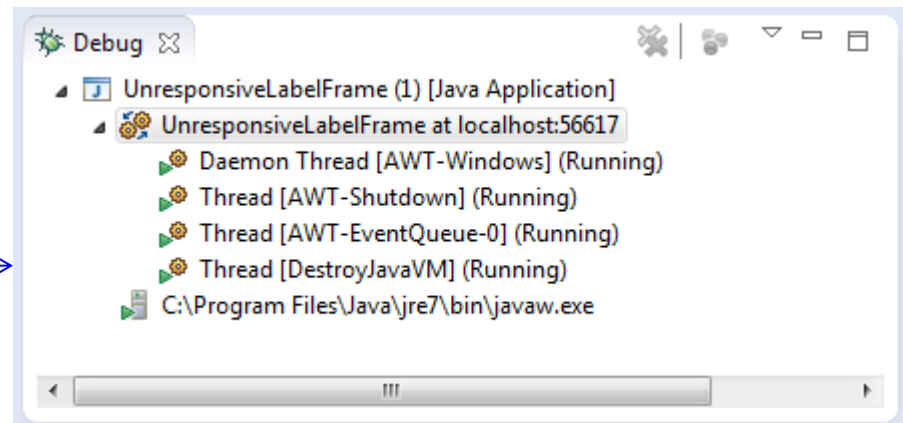 Debug
UnresponsiveLabelFrame (1) [Java Application]
UnresponsiveLabelFrame at localhost:56617
Daemon Thread [AWT-Windows] (Running)
Thread [AWT-Shutdown] (Running)
Thread [AWT-EventQueue-0] (Running)
Thread [DestroyJavaVM] (Running)
C:\Program Files\Java\jre7\bin\javaw.exe